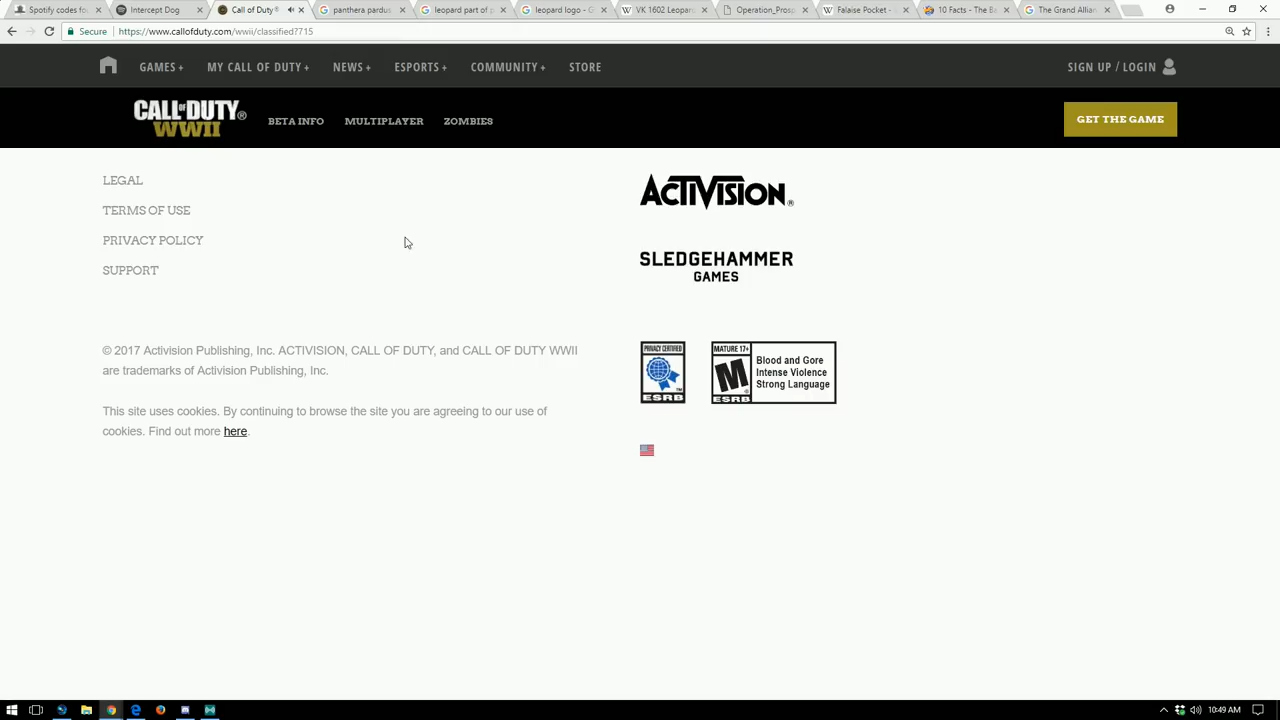 Spotify codes fo
Intercept Dog
Call of Duty®
panthera pardus
leopard part of p
leopard logo - G
VK 1602 Leopar
Operation_Prosp
Falaise Pocket -
10 Facts - The Ba
The Grand Allian
Secure
https://www.callofduty.com/wwii/classified?715
GAMES +
MY CALL OF DUTY +
NEWS +
ESPORTS +
COMMUNITY +
STORE
SIGN UP / LOGIN
CALL OF DUTY®
WWII
BETA INFO
MULTIPLAYER
ZOMBIES
GET THE GAME
LEGAL
TERMS OF USE
PRIVACY POLICY
SUPPORT
ACTIVISION®
SLEDGEHAMMER
GAMES
© 2017 Activision Publishing, Inc. ACTIVISION, CALL OF DUTY, and CALL OF DUTY WWII
are trademarks of Activision Publishing, Inc.
This site uses cookies. By continuing to browse the site you are agreeing to our use of
cookies. Find out more here.
PRIVACY CERTIFIED
ESRB
MATURE 17+
M
ESRB
Blood and Gore
Intense Violence
Strong Language
10:49 AM